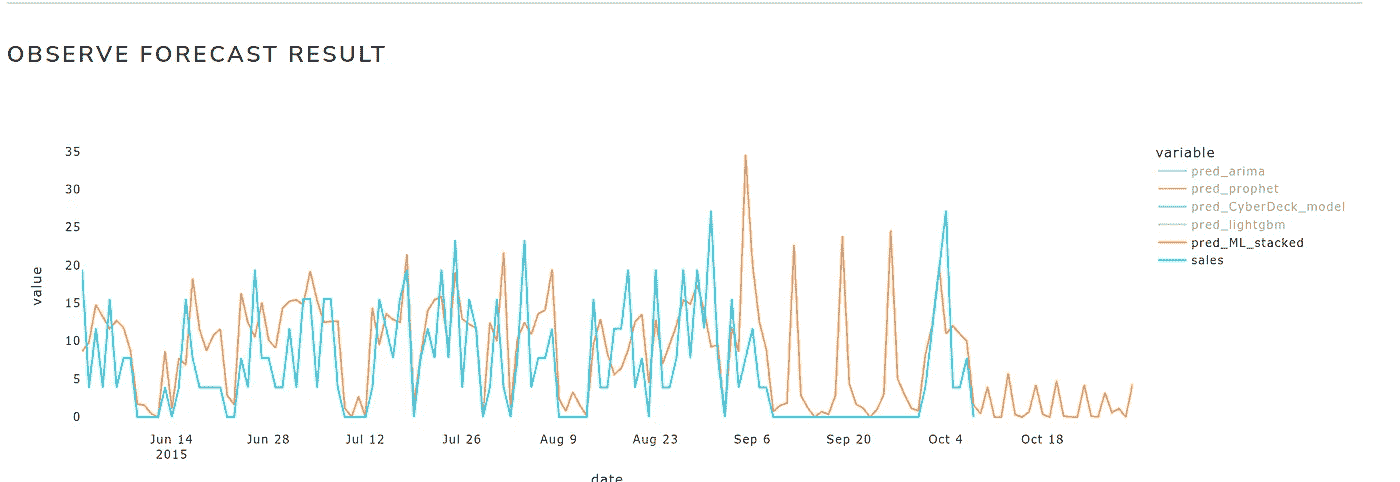 OBSERVE FORECAST RESULT
variable
pred_arima
pred_prophet
pred_CyberDeck_model
pred_lightgbm
pred_ML_stacked
sales
value
35
30
25
20
15
10
5
0
Jun 14 Jun 28 Jul 12 Jul 26 Aug 9 Aug 23 Sep 6 Sep 20 Oct 4 Oct 18
2015
date